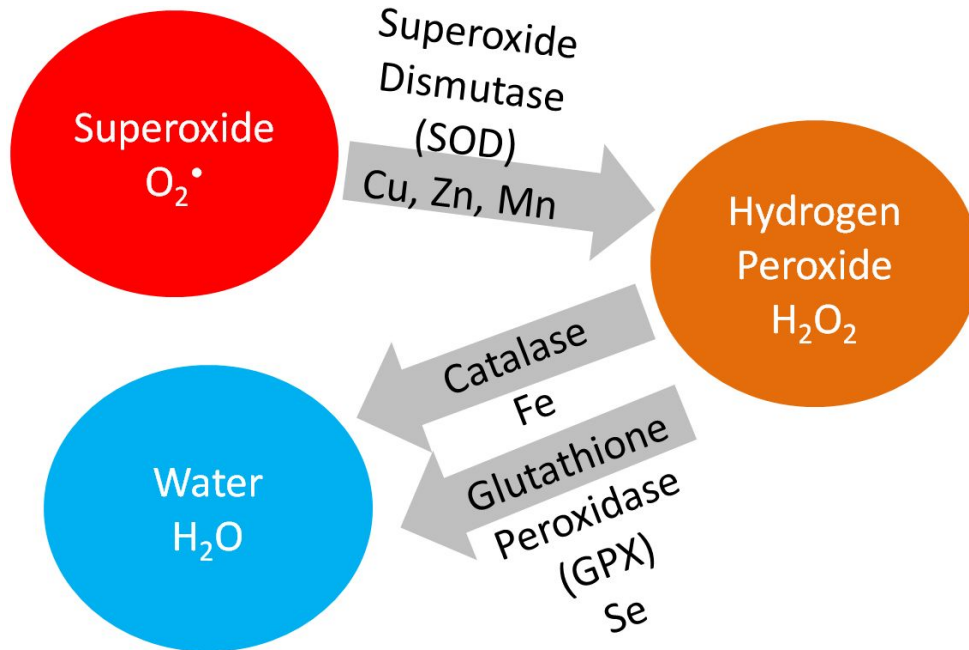 Superoxide
O₂•
Superoxide
Dismutase
(SOD)
Cu, Zn, Mn
Hydrogen
Peroxide
H₂O₂
Catalase
Fe
Glutathione
Peroxidase
(GPX)
Se
Water
H₂O